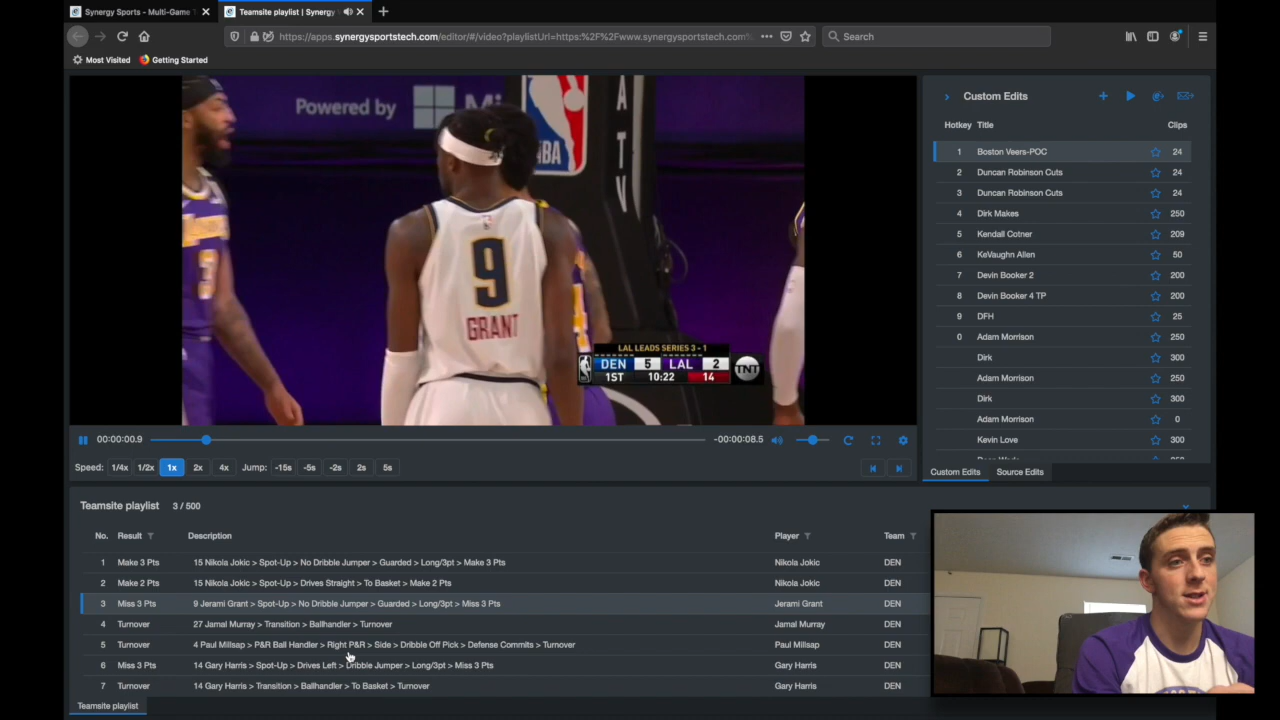 Synergy Sports - Multi-Game T
Teamsite playlist | Synergy
https://apps.synergysportstech.com/editor/#/video?playlistUrl=https:%2F%2Fwww.synergysportstech.com%2
Search
Most Visited
Getting Started
Powered by
Mi
NBA
ATV
9
GRANT
3
LAL LEADS SERIES 3 - 1
DEN 5 LAL 2
1ST 10:22 14
TNT
00:00:00.9
-00:00:08.5
Speed: 1/4x 1/2x 1x 2x 4x Jump: -15s -5s -2s 2s 5s
Custom Edits
Hotkey Title Clips
1 Boston Veers-POC 24
2 Duncan Robinson Cuts 24
3 Duncan Robinson Cuts 24
4 Dirk Makes 250
5 Kendall Cotner 209
6 KeVaughn Allen 50
7 Devin Booker 2 200
8 Devin Booker 4 TP 200
9 DFH 25
0 Adam Morrison 250
Dirk 300
Adam Morrison 250
Dirk 300
Adam Morrison 0
Kevin Love 300
Custom Edits Source Edits
Teamsite playlist 3 / 500
No. Result Description Player Team
1 Make 3 Pts 15 Nikola Jokic > Spot-Up > No Dribble Jumper > Guarded > Long/3pt > Make 3 Pts Nikola Jokic DEN
2 Make 2 Pts 15 Nikola Jokic > Spot-Up > Drives Straight > To Basket > Make 2 Pts Nikola Jokic DEN
3 Miss 3 Pts 9 Jerami Grant > Spot-Up > No Dribble Jumper > Guarded > Long/3pt > Miss 3 Pts Jerami Grant DEN
4 Turnover 27 Jamal Murray > Transition > Ballhandler > Turnover Jamal Murray DEN
5 Turnover 4 Paul Millsap > P&R Ball Handler > Right P&R > Side > Dribble Off Pick > Defense Commits > Turnover Paul Millsap DEN
6 Miss 3 Pts 14 Gary Harris > Spot-Up > Drives Left > Dribble Jumper > Long/3pt > Miss 3 Pts Gary Harris DEN
7 Turnover 14 Gary Harris > Transition > Ballhandler > To Basket > Turnover Gary Harris DEN
Teamsite playlist